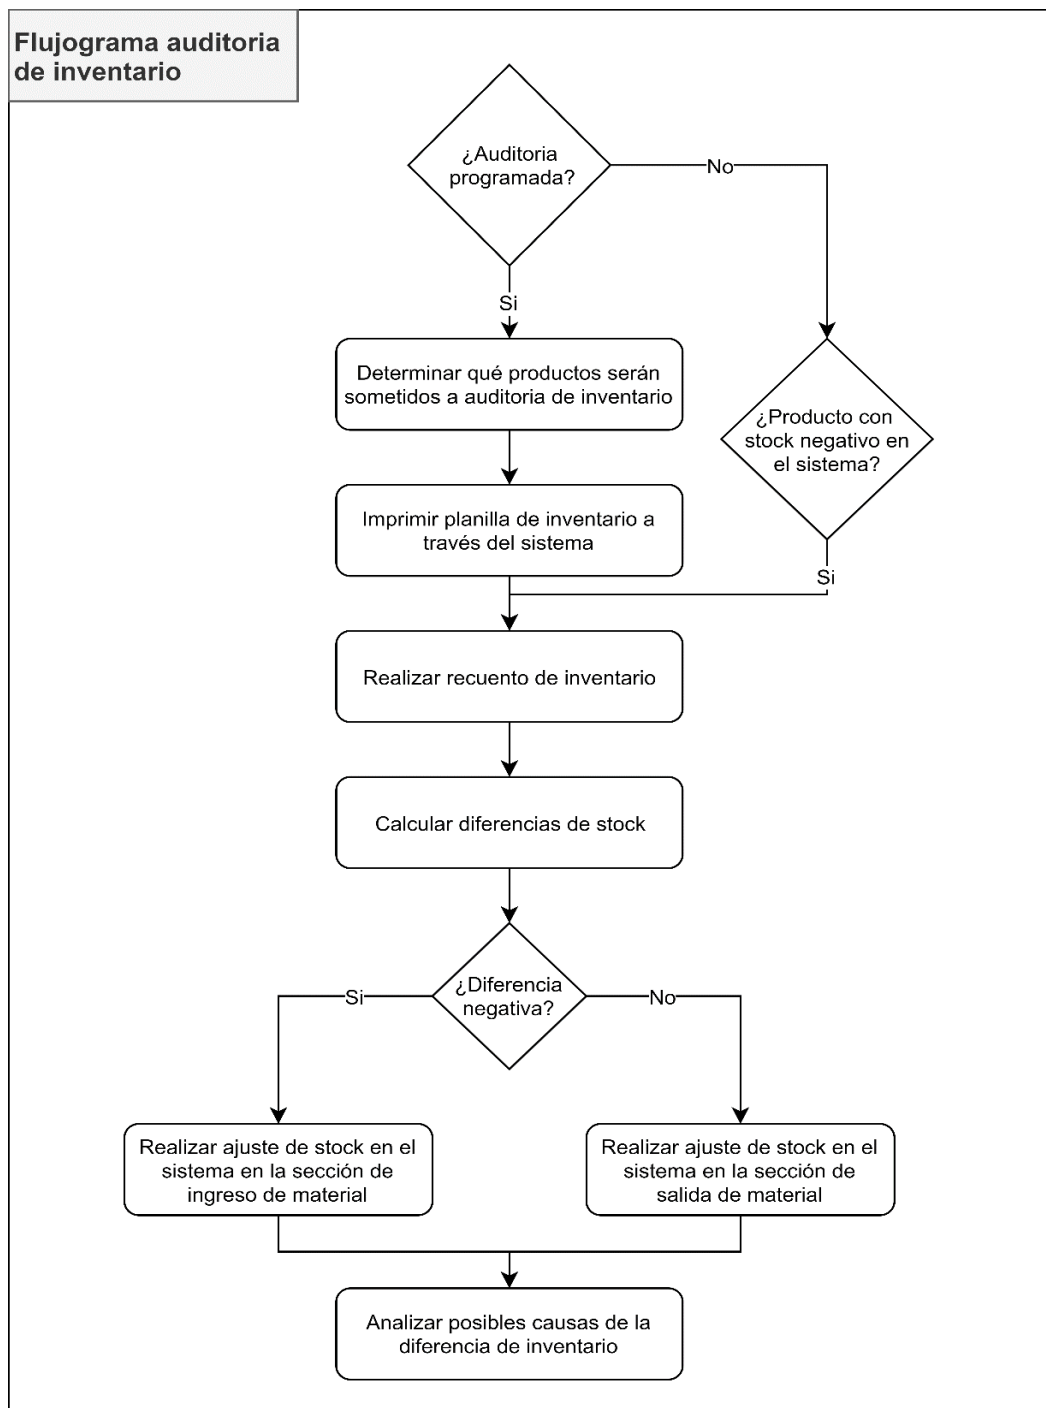 Flujograma auditoria
de inventario
¿Auditoria
programada?
No
Si
Determinar qué productos serán
sometidos a auditoria de inventario
¿Producto con
stock negativo en
el sistema?
Imprimir planilla de inventario a
través del sistema
Si
Realizar recuento de inventario
Calcular diferencias de stock
¿Diferencia
negativa?
Si
No
Realizar ajuste de stock en el
sistema en la sección de
ingreso de material
Realizar ajuste de stock en el
sistema en la sección de
salida de material
Analizar posibles causas de la
diferencia de inventario